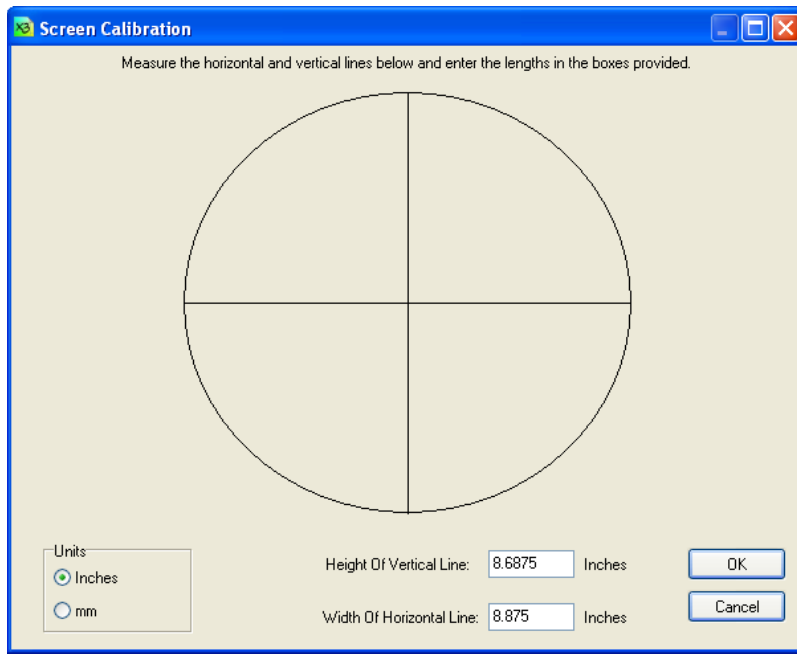 X3 Screen Calibration
Measure the horizontal and vertical lines below and enter the lengths in the boxes provided.
Units
Inches
mm
Height Of Vertical Line: 8.6875 Inches
Width Of Horizontal Line: 8.875 Inches
OK
Cancel